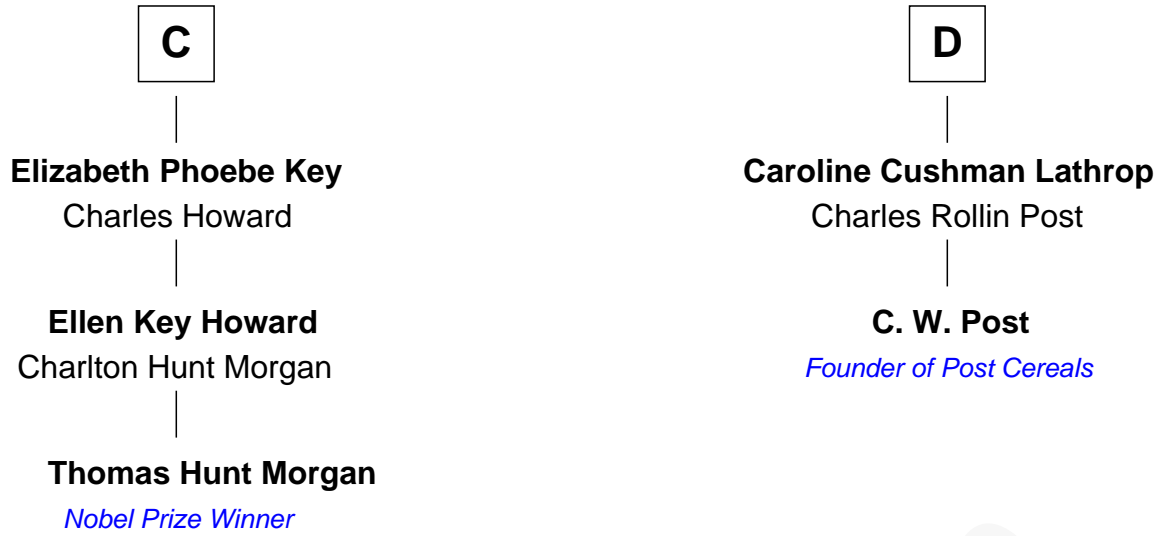 C
Elizabeth Phoebe Key
Charles Howard
Ellen Key Howard
Charlton Hunt Morgan
Thomas Hunt Morgan
Nobel Prize Winner
D
Caroline Cushman Lathrop
Charles Rollin Post
C. W. Post
Founder of Post Cereals